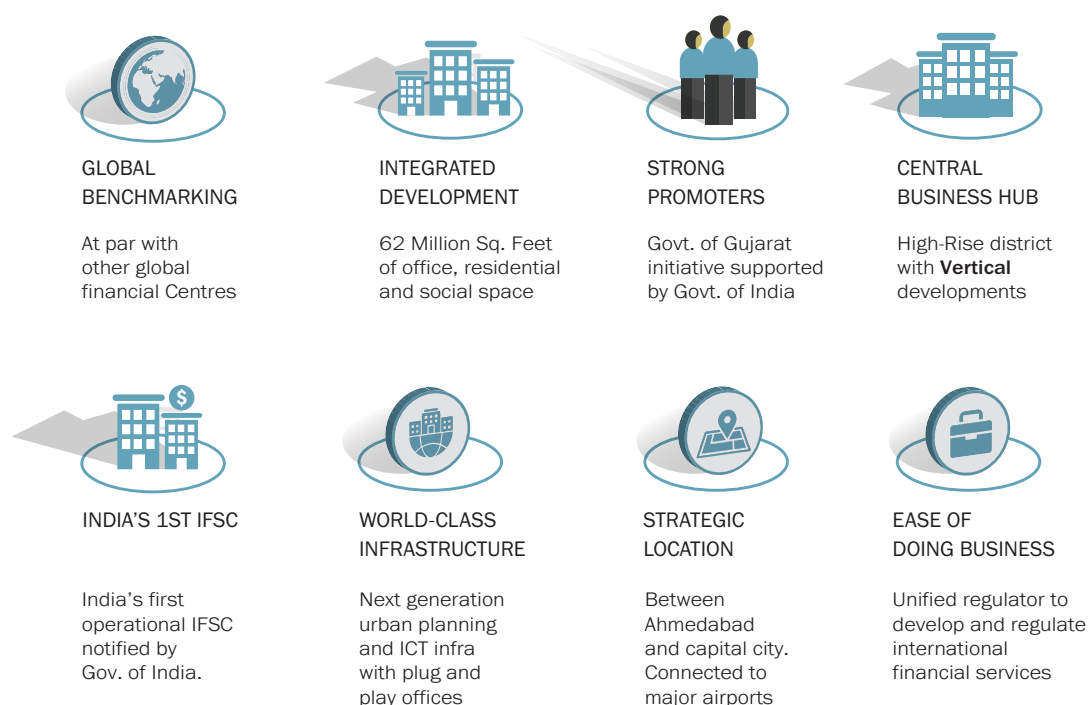 GLOBAL
BENCHMARKING
At par with
other global
financial Centres
INTEGRATED
DEVELOPMENT
62 Million Sq. Feet
of office, residential
and social space
STRONG
PROMOTERS
Govt. of Gujarat
initiative supported
by Govt. of India
CENTRAL
BUSINESS HUB
High-Rise district
with Vertical
developments
$
INDIA'S 1ST IFSC
India's first
operational IFSC
notified by
Gov. of India.
WORLD-CLASS
INFRASTRUCTURE
Next generation
urban planning
and ICT infra
with plug and
play offices
STRATEGIC
LOCATION
Between
Ahmedabad
and capital city.
Connected to
major airports
EASE OF
DOING BUSINESS
Unified regulator to
develop and regulate
international
financial services